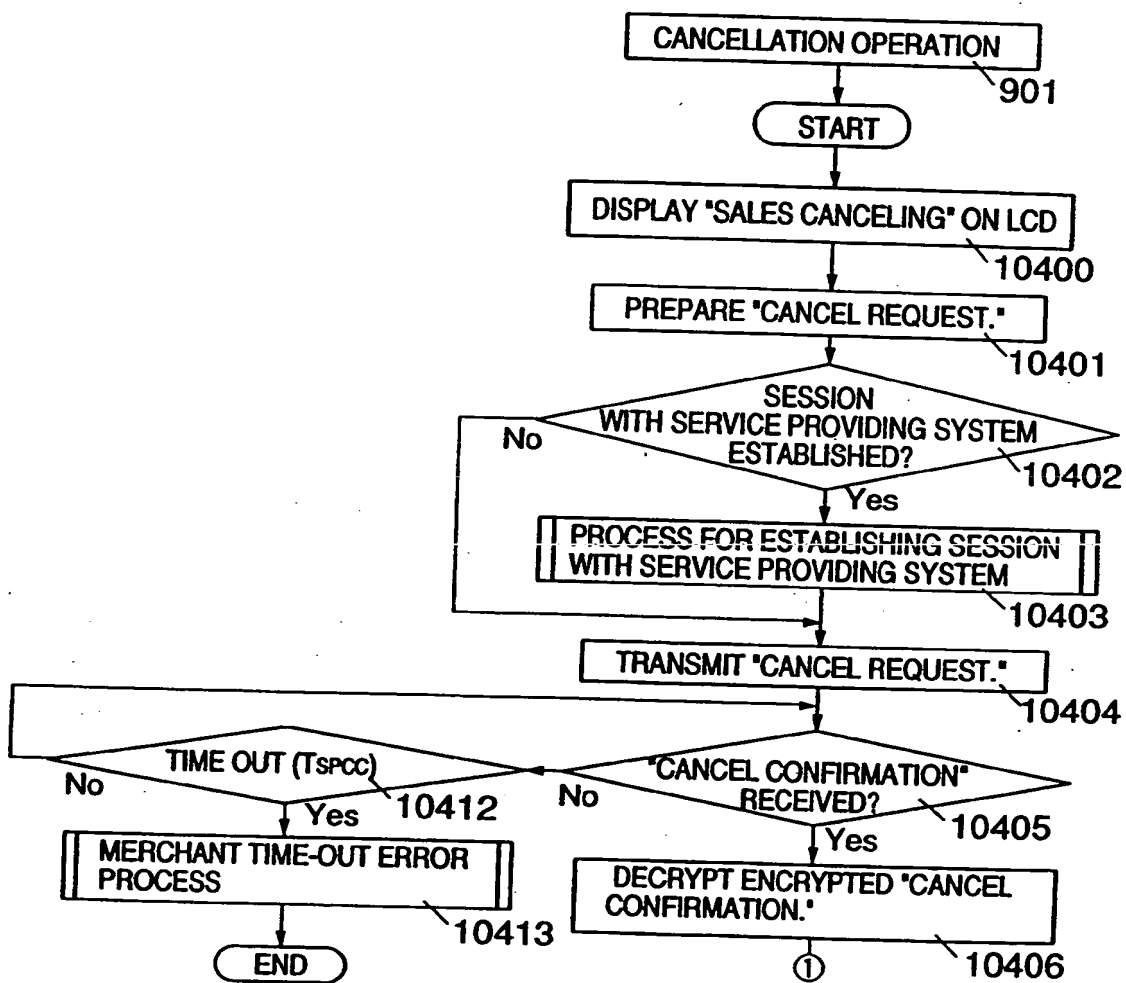 CANCELLATION OPERATION
901
START
DISPLAY "SALES CANCELING" ON LCD
10400
PREPARE "CANCEL REQUEST."
10401
SESSION
WITH SERVICE PROVIDING SYSTEM
ESTABLISHED?
No
10402
Yes
PROCESS FOR ESTABLISHING SESSION
WITH SERVICE PROVIDING SYSTEM
10403
TRANSMIT "CANCEL REQUEST."
10404
TIME OUT (TSPCC)
No
10412
Yes
"CANCEL CONFIRMATION"
RECEIVED?
No
10405
Yes
MERCHANT TIME-OUT ERROR
PROCESS
10413
END
DECRYPT ENCRYPTED "CANCEL
CONFIRMATION."
10406
①